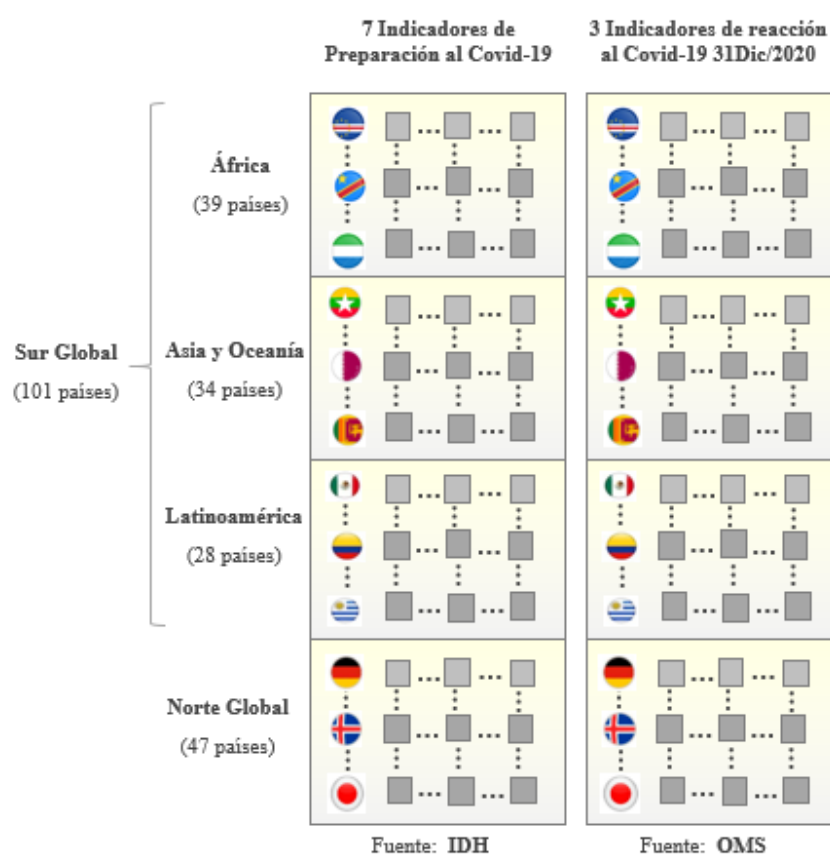 7 Indicadores de
Preparación al Covid-19
3 Indicadores de reacción
al Covid-19 31Dic/2020
Sur Global
(101 países)
África
(39 países)
Asia y Oceanía
(34 países)
Latinoamérica
(28 países)
Norte Global
(47 países)
Fuente: IDH
Fuente: OMS